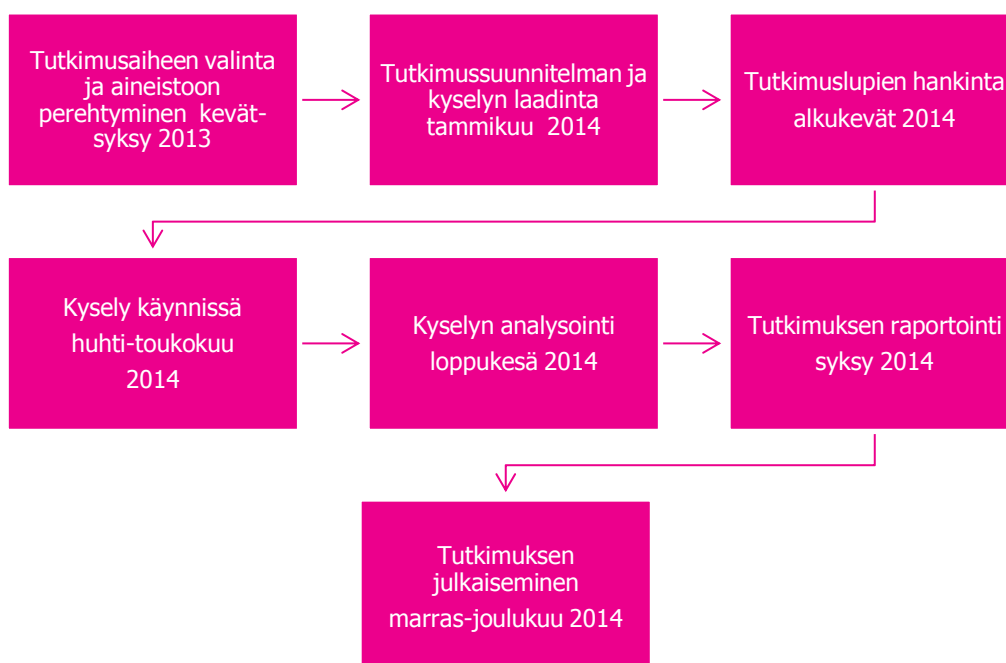 Tutkimusaiheen valinta
ja aineistoon
perehtyminen kevät-
syksy 2013
Tutkimussuunnitelman ja
kyselyn laadinta
tammikuu 2014
Tutkimuslupien hankinta
alkukevät 2014
Kysely käynnissä
huhti-toukokuu
2014
Kyselyn analysointi
loppukesä 2014
Tutkimuksen raportointi
syksy 2014
Tutkimuksen
julkaiseminen
marras-joulukuu 2014